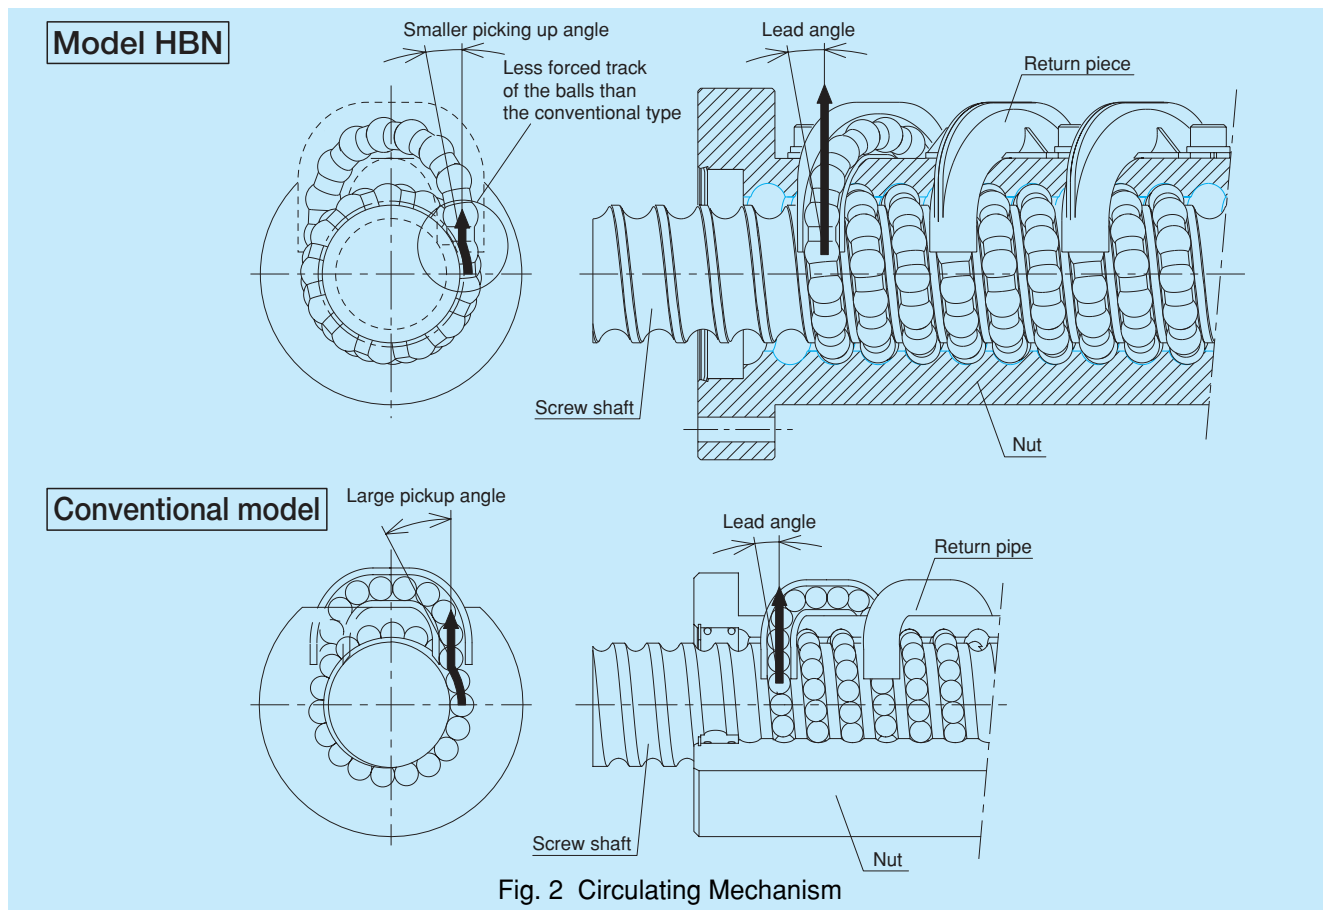 Model HBN
Smaller picking up angle
Less forced track
of the balls than
the conventional type
Lead angle
Return piece
Screw shaft
Nut
Conventional model
Large pickup angle
Lead angle
Return pipe
Screw shaft
Nut
Fig. 2 Circulating Mechanism